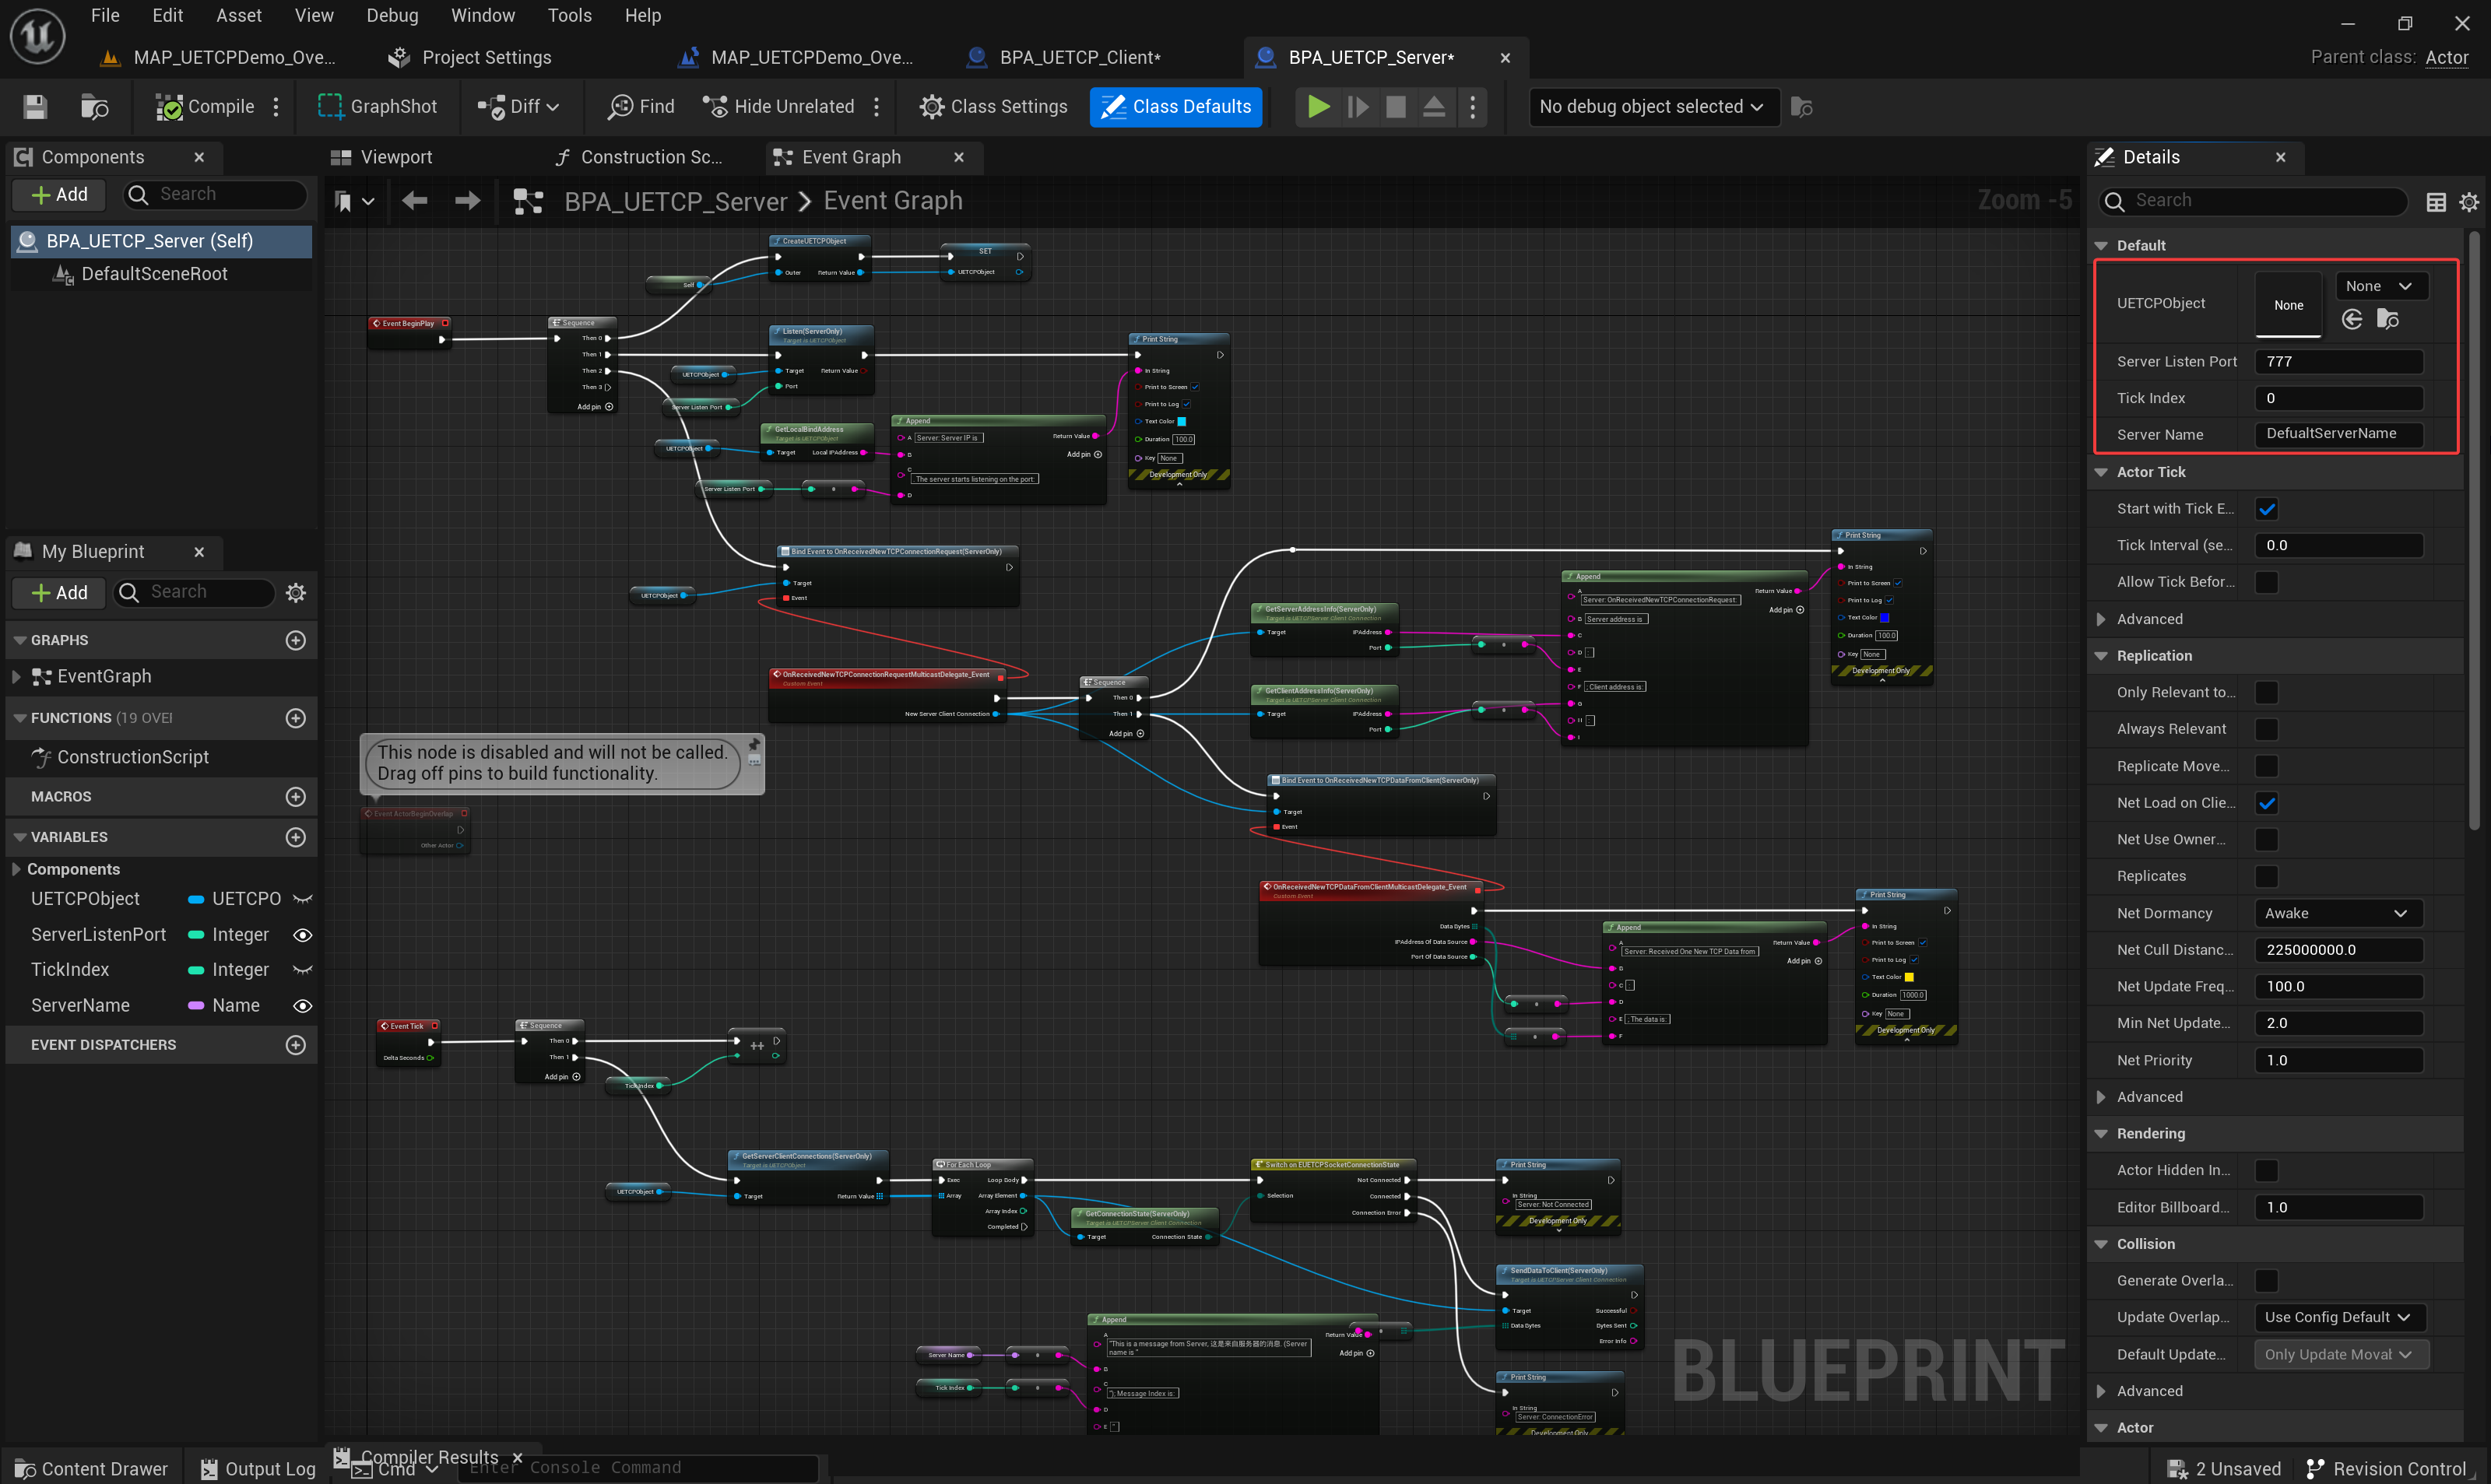 File Edit Asset View Debug Window Tools Help
MAP_UETCPDemo_Ove... Project Settings MAP_UETCPDemo_Ove... BPA_UETCP_Client* BPA_UETCP_Server* Parent class: Actor
Compile GraphShot Diff Find Hide Unrelated Class Settings Class Defaults No debug object selected
Components
Add Search
BPA_UETCP_Server (Self)
DefaultSceneRoot
My Blueprint
Add Search
GRAPHS
EventGraph
FUNCTIONS (19 OVEI
ConstructionScript
MACROS
VARIABLES
Components
UETCPObject UETCPO
ServerListenPort Integer
TickIndex Integer
ServerName Name
EVENT DISPATCHERS
Viewport Construction Sc... Event Graph
BPA_UETCP_Server > Event Graph Zoom -5
CreateUETCPObject
Outer Return Value
SET
UETCPObject
Self
Event BeginPlay
Sequence
Then 0
Then 1
Then 2
Then 3
Add pin
Listen(ServerOnly)
Target is UETCPObject
Target Return Value
Port
UETCPObject
Server Listen Port
Print String
In String
Print to Screen
Print to Log
Text Color
Duration 100.0
Key None
Development Only
GetLocalBindAddress
Target is UETCPObject
Target Local IPAddress
UETCPObject
Server Listen Port
Append
A Server: Server IP is Return Value
B Add pin
C
. The server starts listening on the port:
D
Bind Event to OnReceivedNewTCPConnectionRequest(ServerOnly)
Target
Event
UETCPObject
OnReceivedNewTCPConnectionRequestMulticastDelegate_Event
Custom Event
New Server Client Connection
Sequence
Then 0
Then 1
Add pin
GetServerAddressInfo(ServerOnly)
Target is UETCPServer Client Connection
Target IPAddress
Port
GetClientAddressInfo(ServerOnly)
Target is UETCPServer Client Connection
Target IPAddress
Port
Append
A Return Value
Server: OnReceivedNewTCPConnectionRequest:
Add pin
B Server address is
C
D :
E
F ; Client address is:
G
H :
I
Print String
In String
Print to Screen
Print to Log
Text Color
Duration 100.0
Key None
Development Only
This node is disabled and will not be called.
Drag off pins to build functionality.
Event ActorBeginOverlap
Other Actor
Bind Event to OnReceivedNewTCPDataFromClient(ServerOnly)
Target
Event
OnReceivedNewTCPDataFromClientMulticastDelegate_Event
Custom Event
Data Bytes
IPAddress Of Data Source
Port Of Data Source
Append
A Return Value
Server: Received One New TCP Data from
Add pin
B
C :
D
E ; The data is:
F
Print String
In String
Print to Screen
Print to Log
Text Color
Duration 1000.0
Key None
Development Only
Event Tick
Delta Seconds
Sequence
Then 0
Then 1
Add pin
++
Tick Index
GetServerClientConnections(ServerOnly)
Target is UETCPObject
Target Return Value
UETCPObject
For Each Loop
Exec Loop Body
Array Array Element
Array Index
Completed
GetConnectionState(ServerOnly)
Target is UETCPServer Client Connection
Target Connection State
Switch on EUETCPSocketConnectionState
Not Connected
Selection Connected
Connection Error
Print String
In String
Server: Not Connected
Development Only
SendDataToClient(ServerOnly)
Target is UETCPServer Client Connection
Target Successful
Data Bytes Bytes Sent
Error Info
Append
A Return Value
"This is a message from Server, 这是来自服务器的消息. (Server
name is "
Add pin
B
C
"); Message Index is:
D
E "
Server Name
Tick Index
Print String
In String
Server: ConnectionError
Development Only
BLUEPRINT
Details
Search
Default
UETCPObject None None
Server Listen Port 777
Tick Index 0
Server Name DefualtServerName
Actor Tick
Start with Tick E...
Tick Interval (se... 0.0
Allow Tick Befor...
Advanced
Replication
Only Relevant to...
Always Relevant
Replicate Move...
Net Load on Clie...
Net Use Owner...
Replicates
Net Dormancy Awake
Net Cull Distanc... 225000000.0
Net Update Freq... 100.0
Min Net Update... 2.0
Net Priority 1.0
Advanced
Rendering
Actor Hidden In...
Editor Billboard... 1.0
Collision
Generate Overla...
Update Overlap... Use Config Default
Default Update... Only Update Movat
Advanced
Actor
Compiler Results
Content Drawer Output Log Cmd Enter Console Command 2 Unsaved Revision Control